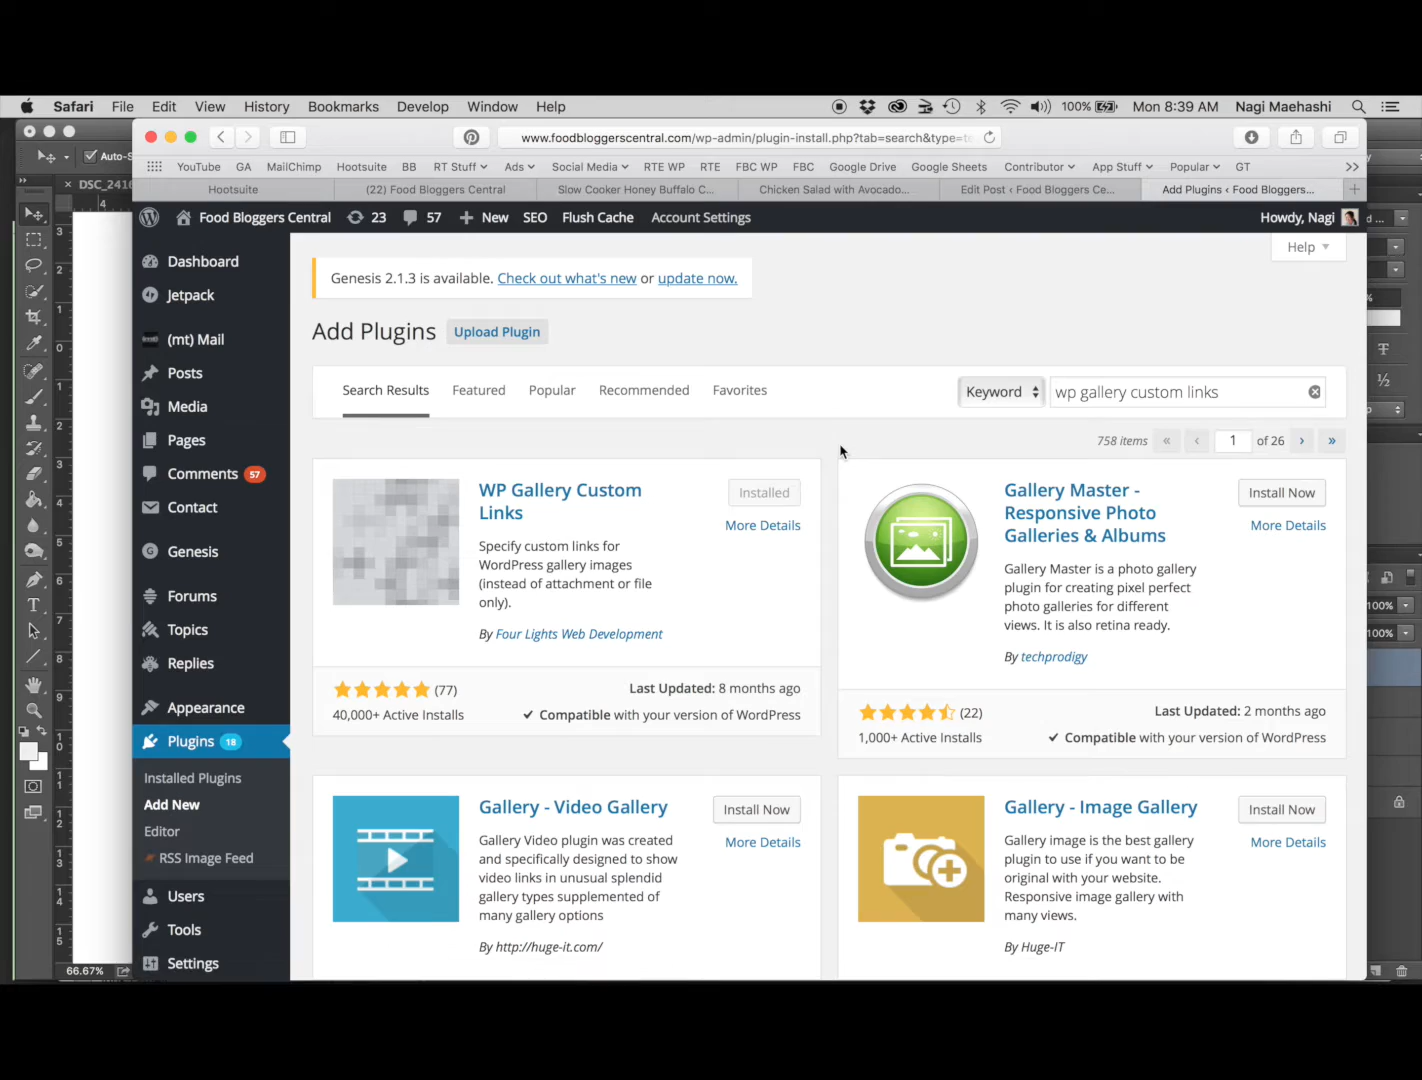 Safari File Edit View History Bookmarks Develop Window Help 100% Mon 8:39 AM Nagi Maehashi
www.foodbloggerscentral.com/wp-admin/plugin-install.php?tab=search&type=te
Auto-S
YouTube GA MailChimp Hootsuite BB RT Stuff Ads Social Media RTE WP RTE FBC WP FBC Google Drive Google Sheets Contributor App Stuff Popular GT
DSC_2416
Hootsuite (22) Food Bloggers Central Slow Cooker Honey Buffalo C... Chicken Salad with Avocado... Edit Post ‹ Food Bloggers Ce... Add Plugins ‹ Food Bloggers...
Food Bloggers Central 23 57 New SEO Flush Cache Account Settings Howdy, Nagi
Help
Dashboard
Jetpack
(mt) Mail
Posts
Media
Pages
Comments 57
Contact
Genesis
Forums
Topics
Replies
Appearance
Plugins 18
Installed Plugins
Add New
Editor
RSS Image Feed
Users
Tools
Settings
Genesis 2.1.3 is available. Check out what's new or update now.
Add Plugins Upload Plugin
Search Results Featured Popular Recommended Favorites Keyword wp gallery custom links
758 items « ‹ 1 of 26 › »
WP Gallery Custom
Links
Installed
More Details
Specify custom links for
WordPress gallery images
(instead of attachment or file
only).
By Four Lights Web Development
(77)
40,000+ Active Installs
Last Updated: 8 months ago
Compatible with your version of WordPress
Gallery Master -
Responsive Photo
Galleries & Albums
Install Now
More Details
Gallery Master is a photo gallery
plugin for creating pixel perfect
photo galleries for different
views. It is also retina ready.
By techprodigy
(22)
1,000+ Active Installs
Last Updated: 2 months ago
Compatible with your version of WordPress
Gallery - Video Gallery
Install Now
More Details
Gallery Video plugin was created
and specifically designed to show
video links in unusual splendid
gallery types supplemented of
many gallery options
By http://huge-it.com/
Gallery - Image Gallery
Install Now
More Details
Gallery image is the best gallery
plugin to use if you want to be
original with your website.
Responsive image gallery with
many views.
By Huge-IT
66.67%
100%
100%